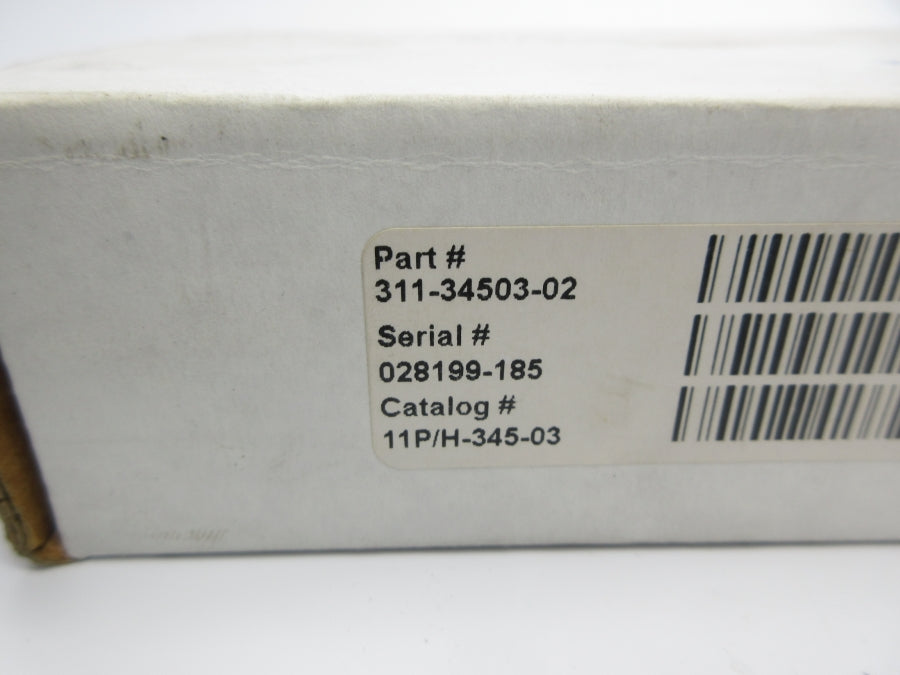 Part #
311-34503-02
Serial #
028199-185
Catalog #
11P/H-345-03